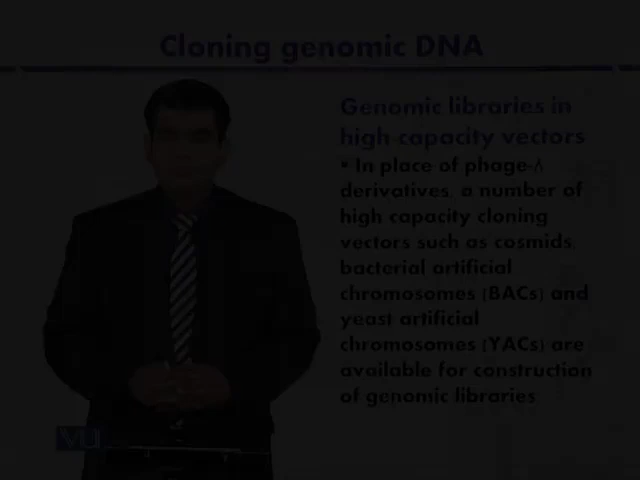 Cloning genomic DNA
Genomic libraries in
high capacity vectors
• In place of phage-λ
derivatives, a number of
high capacity cloning
vectors such as cosmids,
bacterial artificial
chromosomes (BACs) and
yeast artificial
chromosomes (YACs) are
available for construction
of genomic libraries
VU